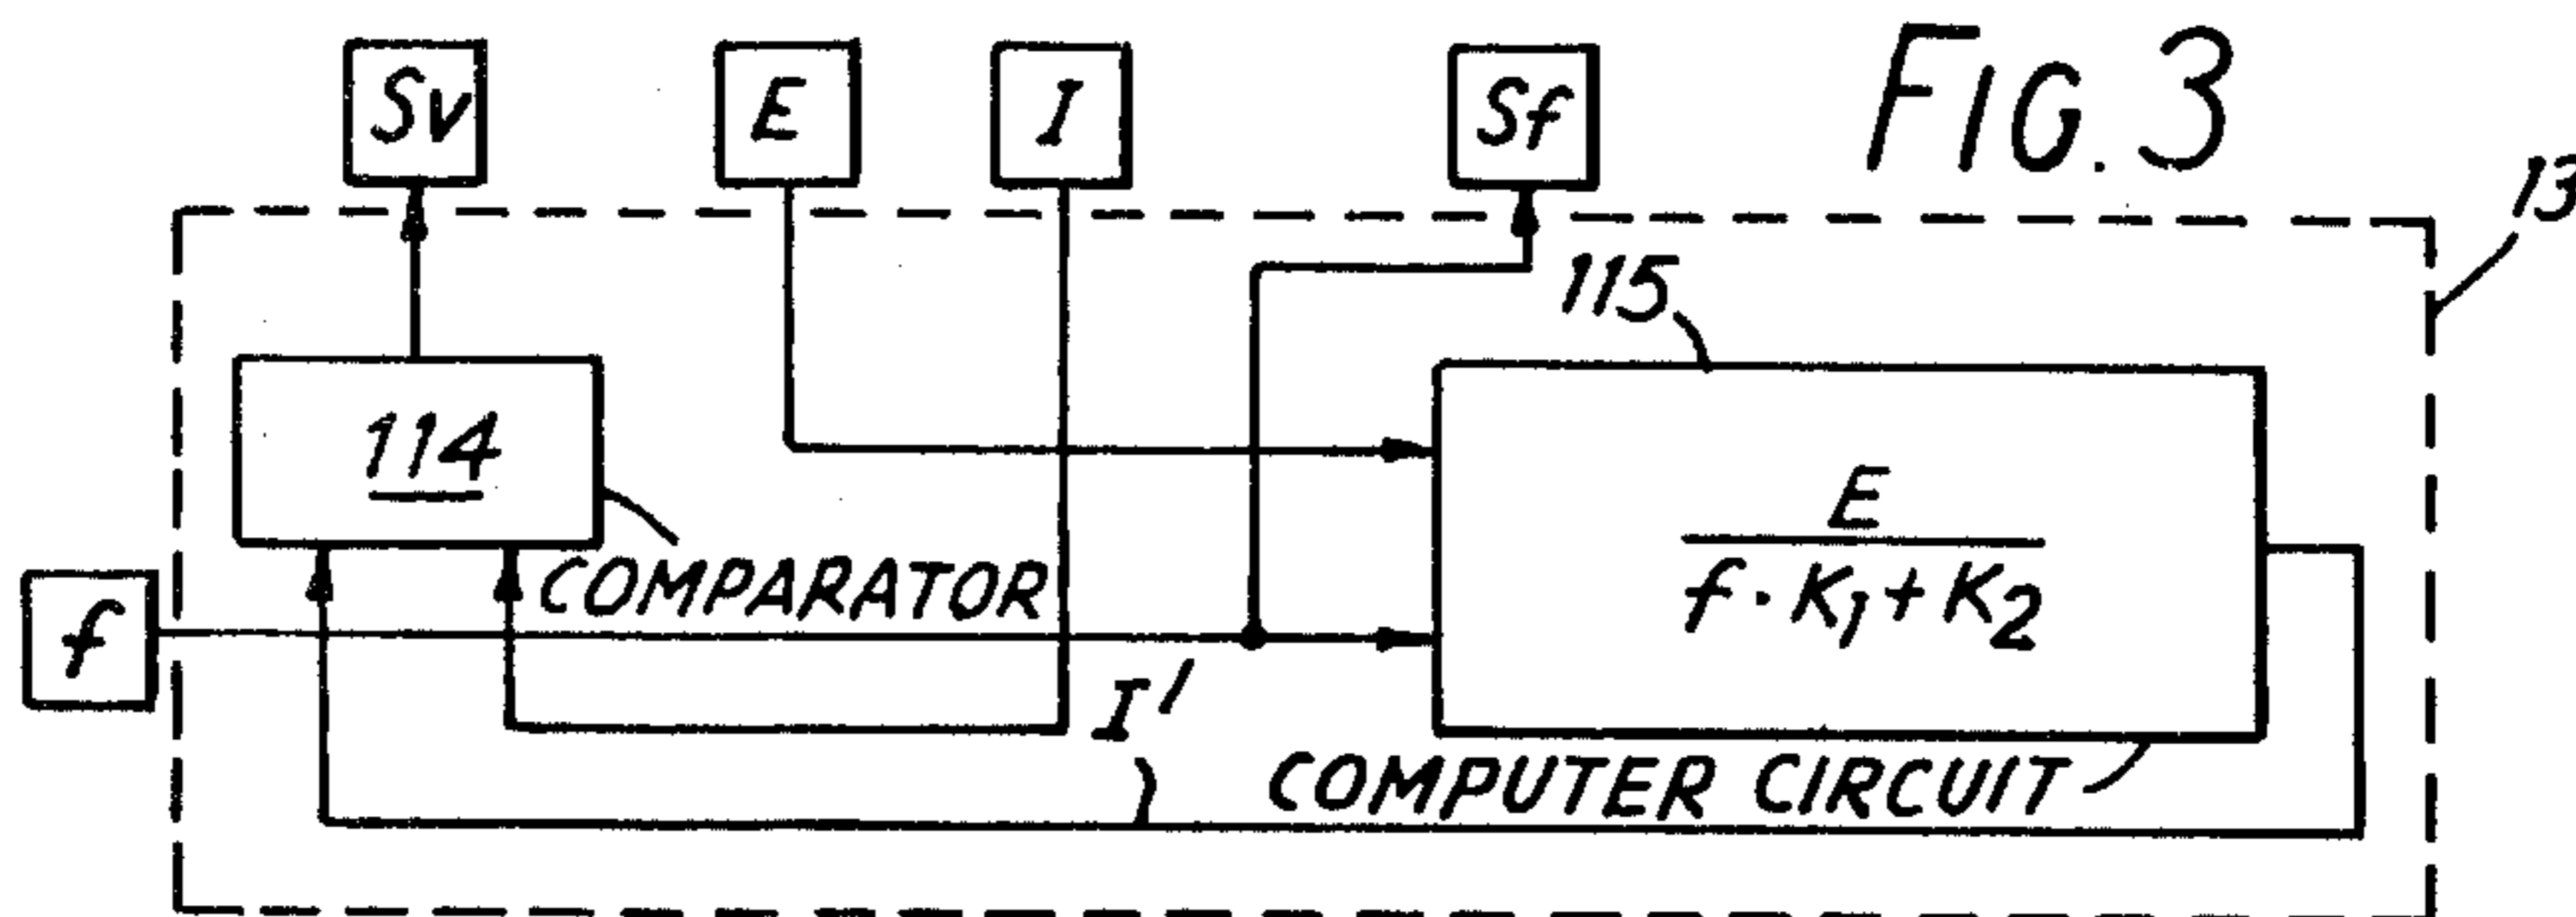 Sv
E
I
Sf
FIG. 3
13
115
114
E
f · K1 + K2
COMPARATOR
f
I'
COMPUTER CIRCUIT